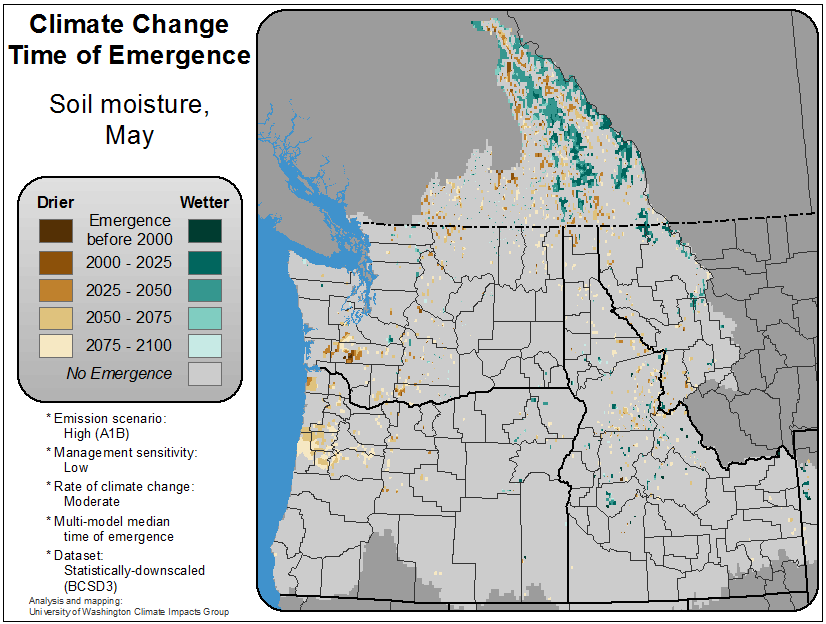 Climate Change
Time of Emergence
Soil moisture,
May
Drier
Wetter
Emergence
before 2000
2000 - 2025
2025 - 2050
2050 - 2075
2075 - 2100
No Emergence
* Emission scenario:
High (A1B)
* Management sensitivity:
Low
* Rate of climate change:
Moderate
* Multi-model median
time of emergence
* Dataset:
Statistically-downscaled
(BCSD3)
Analysis and mapping:
University of Washington Climate Impacts Group